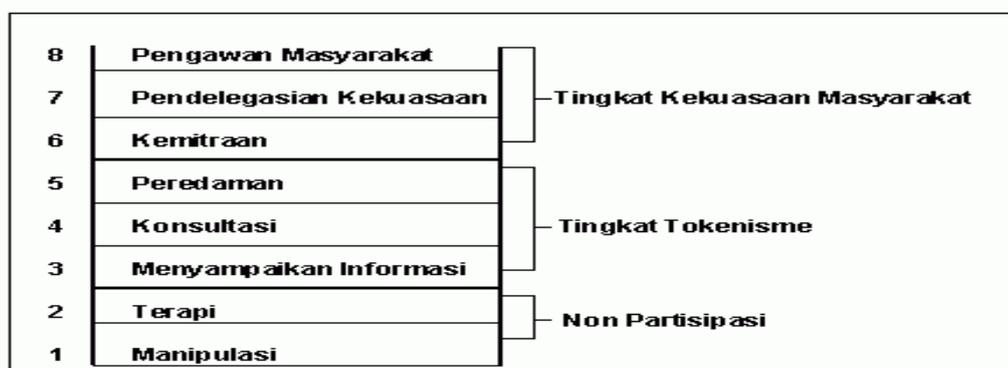 8 Pengawan Masyarakat
7 Pendelegasian Kekuasaan
Tingkat Kekuasaan Masyarakat
6 Kemitraan
5 Peredaman
4 Konsultasi
Tingkat Tokenisme
3 Menyampaikan Informasi
2 Terapi
Non Partisipasi
1 Manipulasi